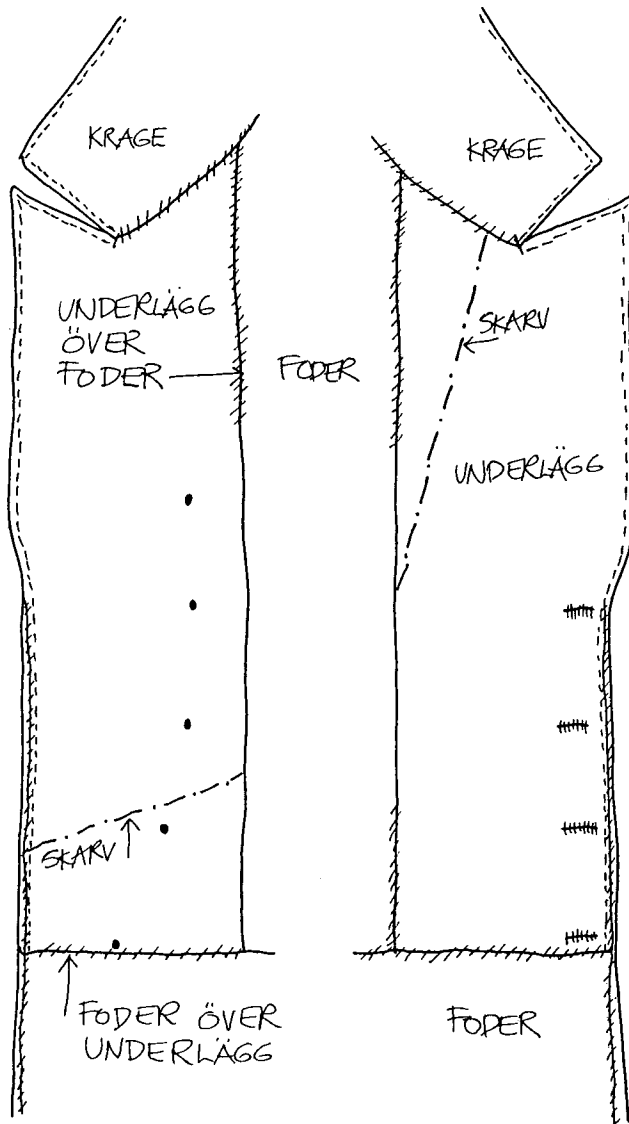 KRAGE
KRAGE
UNDERLÄGG
ÖVER
FODER
FODER
SKARV
UNDERLÄGG
SKARV
FODER ÖVER
UNDERLÄGG
FODER